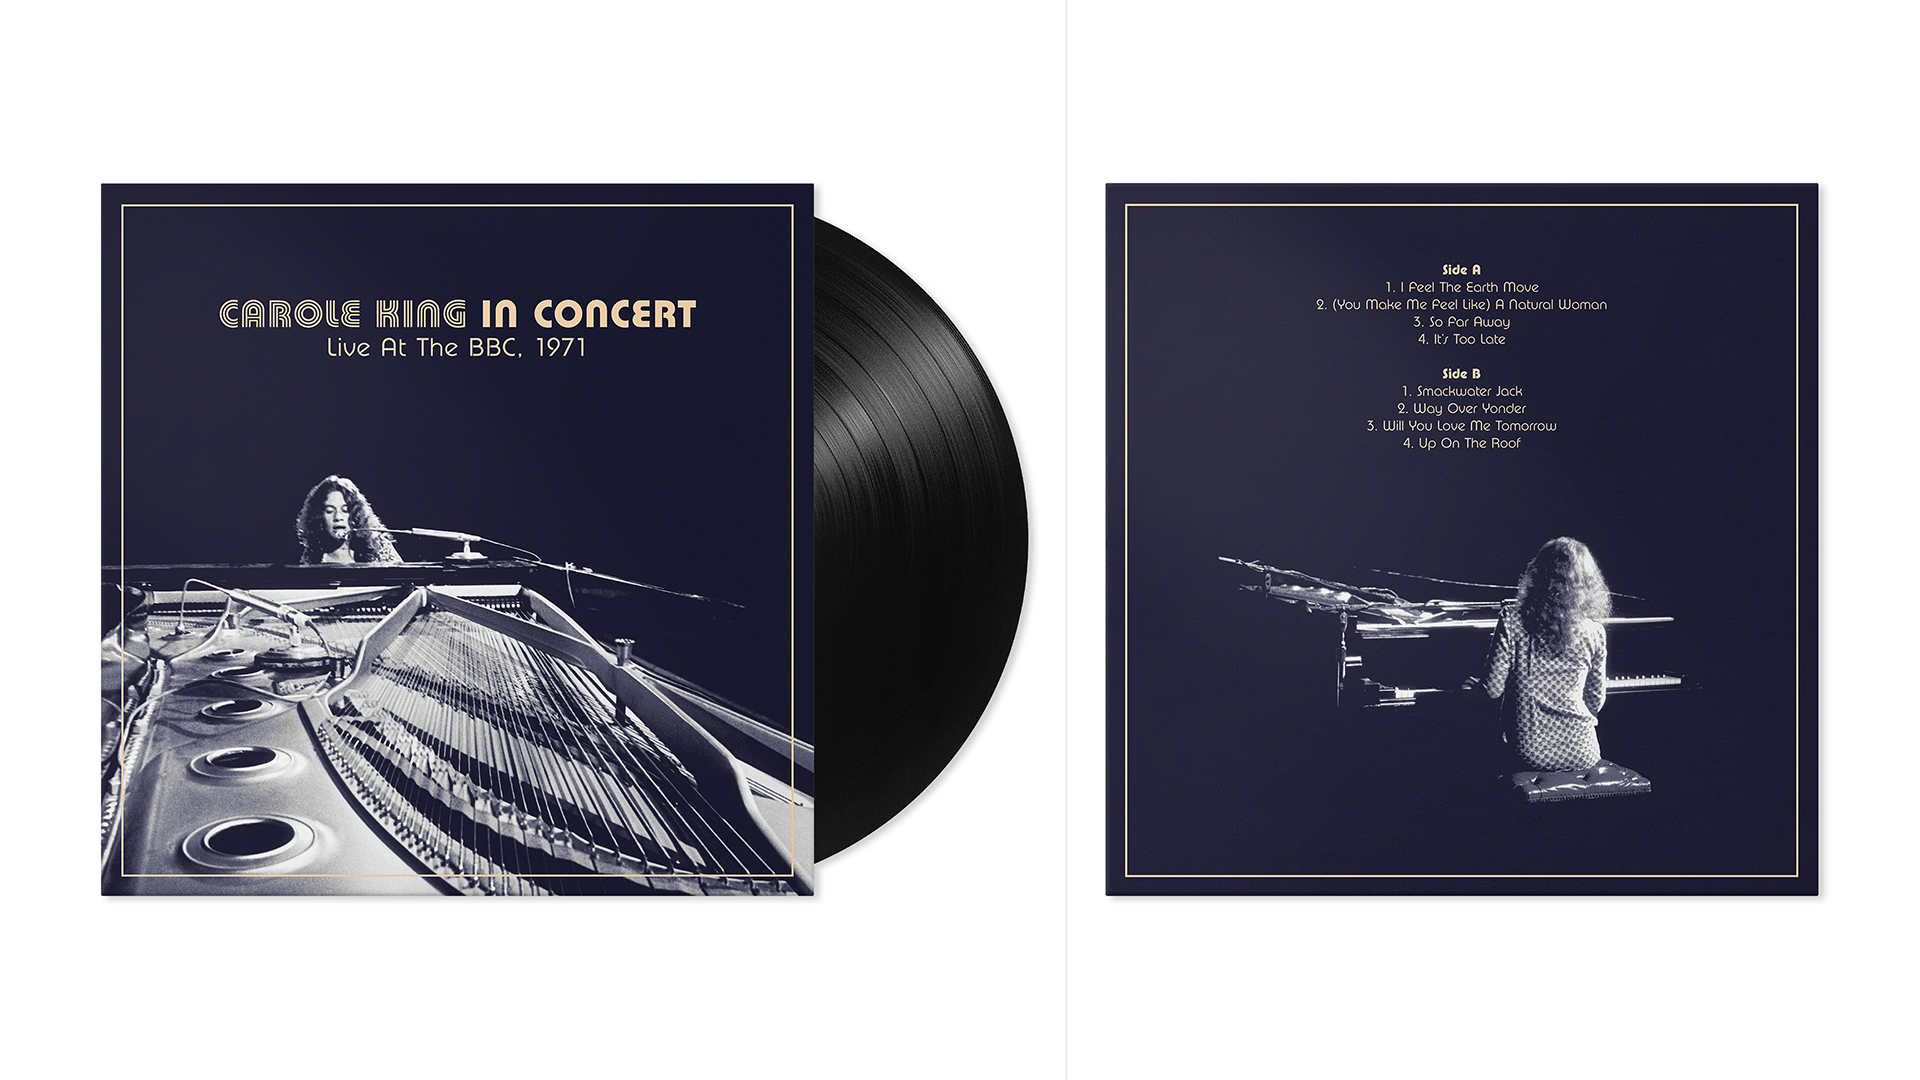 CAROLE KING IN CONCERT
Live At The BBC, 1971
Side A
1. I Feel The Earth Move
2. (You Make Me Feel Like) A Natural Woman
3. So Far Away
4. It's Too Late
Side B
1. Smackwater Jack
2. Way Over Yonder
3. Will You Love Me Tomorrow
4. Up On The Roof